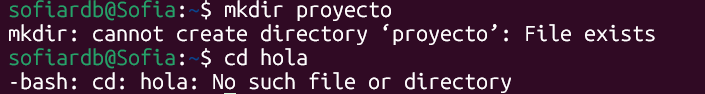 sofiardb@Sofia:~$ mkdir proyecto
mkdir: cannot create directory ‘proyecto’: File exists
sofiardb@Sofia:~$ cd hola
-bash: cd: hola: No such file or directory